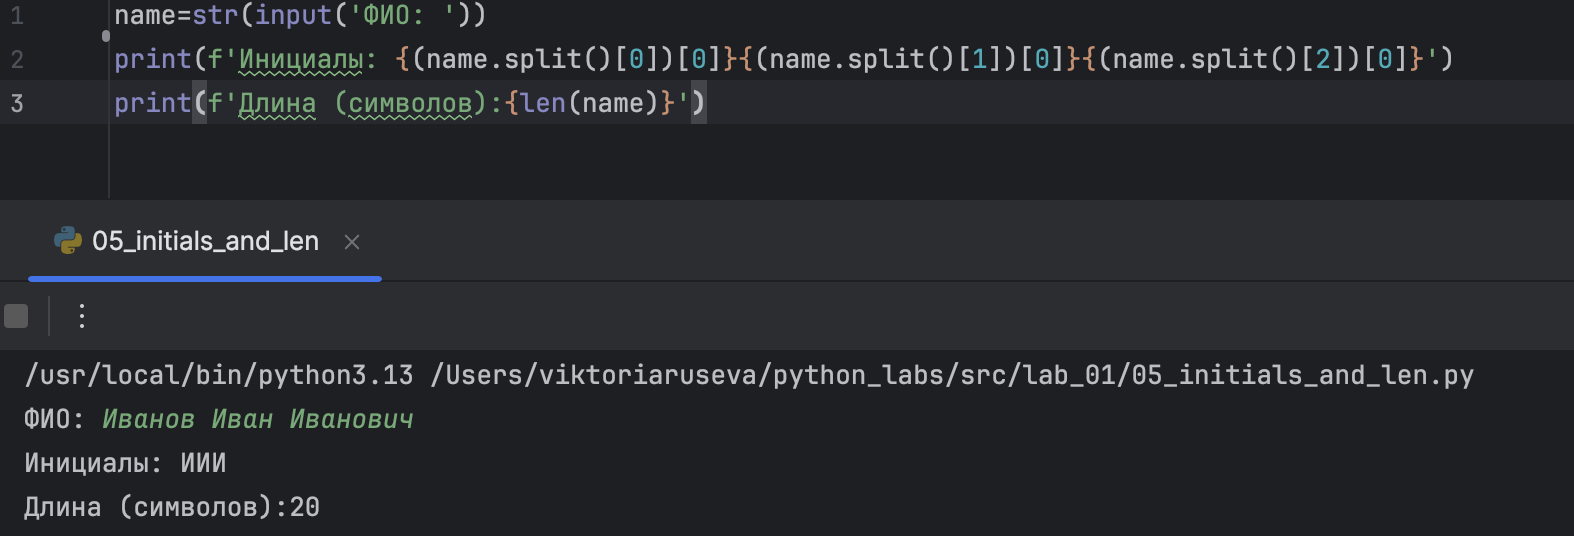 1 name=str(input('ФИО: '))
2 print(f'Инициалы: {(name.split()[0])[0]}{(name.split()[1])[0]}{(name.split()[2])[0]}')
3 print(f'Длина (символов):{len(name)}')
05_initials_and_len ×
/usr/local/bin/python3.13 /Users/viktoriaruseva/python_labs/src/lab_01/05_initials_and_len.py
ФИО: Иванов Иван Иванович
Инициалы: ИИИ
Длина (символов):20